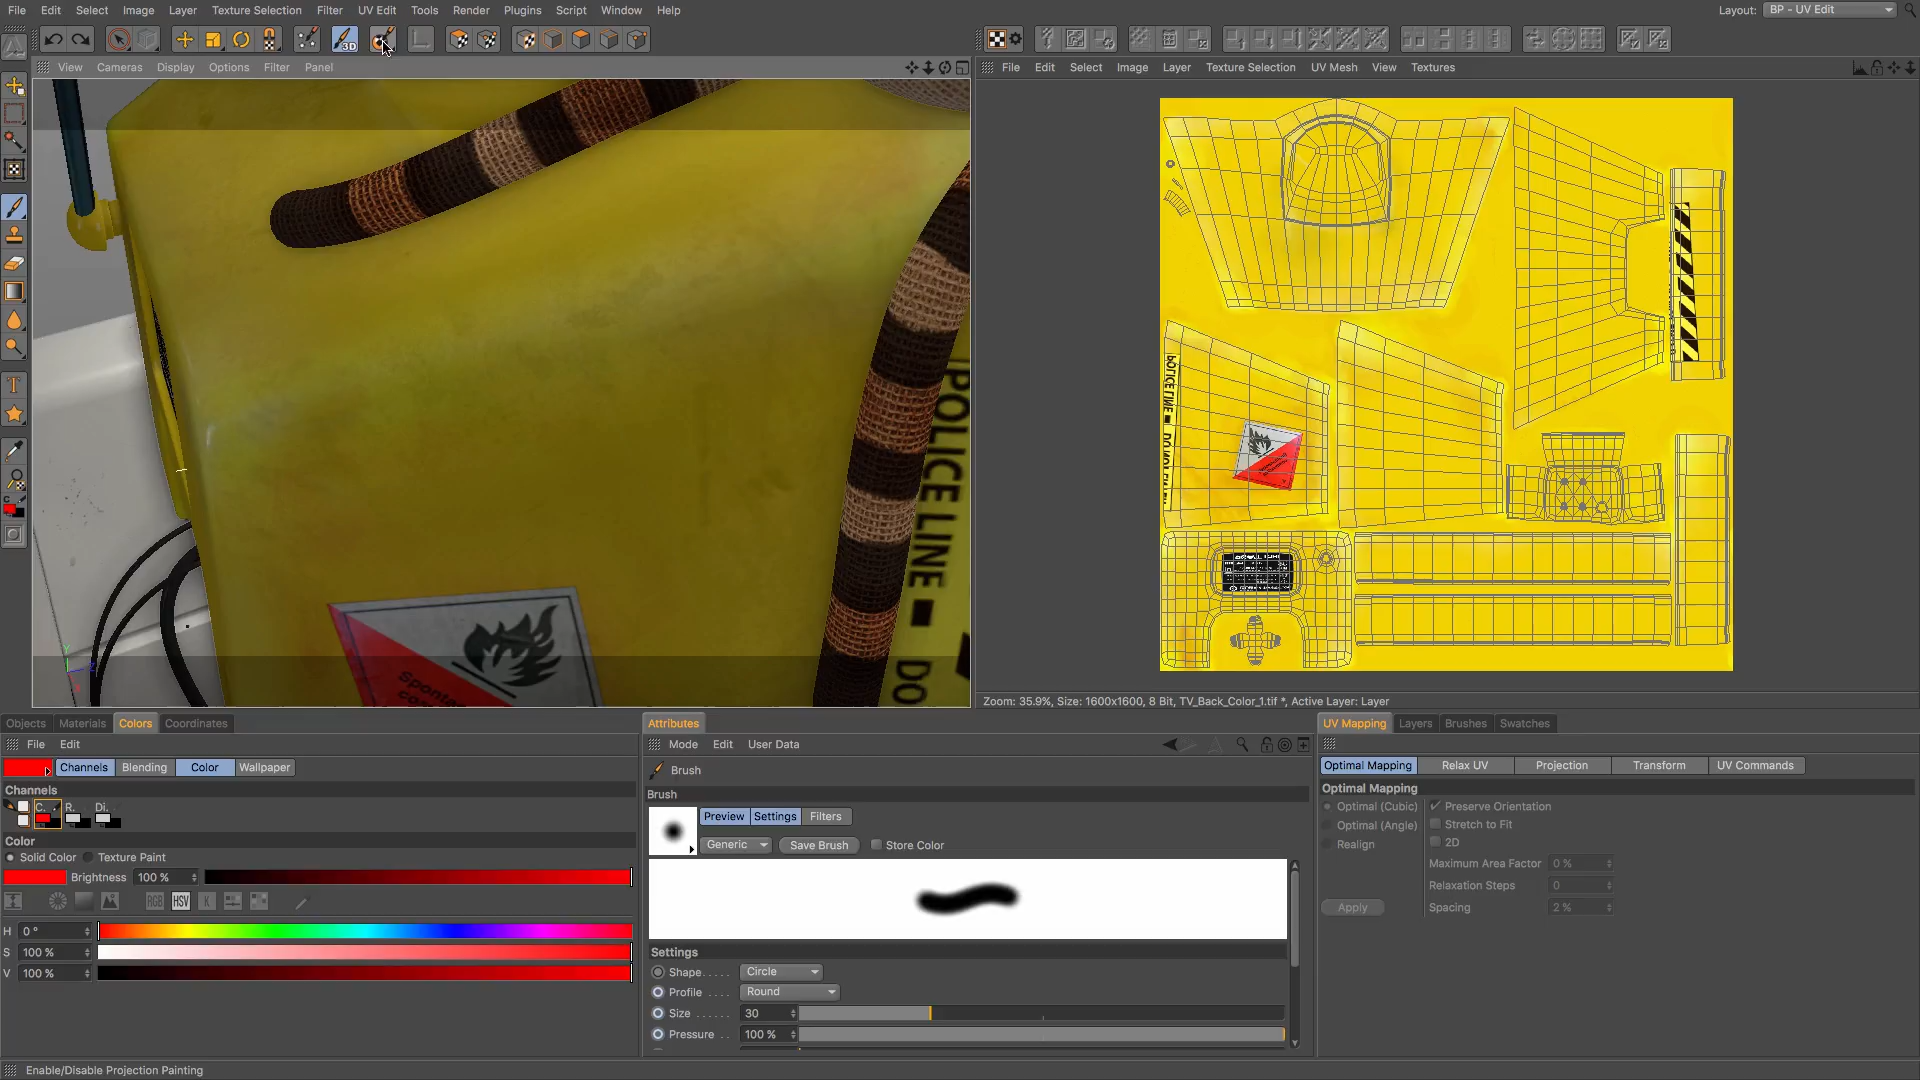 File Edit Select Image Layer Texture Selection Filter UV Edit Tools Render Plugins Script Window Help
Layout: BP - UV Edit
3D
View Cameras Display Options Filter Panel
File Edit Select Image Layer Texture Selection UV Mesh View Textures
POLICE LINE
DO
Y
Zoom: 35.9%, Size: 1600x1600, 8 Bit, TV_Back_Color_1.tif *, Active Layer: Layer
Objects Materials Colors Coordinates
File Edit
Channels Blending Color Wallpaper
Channels
C. R. Di.
Color
Solid Color Texture Paint
Brightness 100 %
RGB HSV K
H 0 °
S 100 %
V 100 %
Attributes
Mode Edit User Data
Brush
Brush
Preview Settings Filters
Generic Save Brush Store Color
Settings
Shape..... Circle
Profile .... Round
Size ...... 30
Pressure .. 100 %
UV Mapping Layers Brushes Swatches
Optimal Mapping Relax UV Projection Transform UV Commands
Optimal Mapping
Optimal (Cubic) Preserve Orientation
Optimal (Angle) Stretch to Fit
Realign 2D
Maximum Area Factor 0 %
Relaxation Steps 0
Apply Spacing 2 %
Enable/Disable Projection Painting